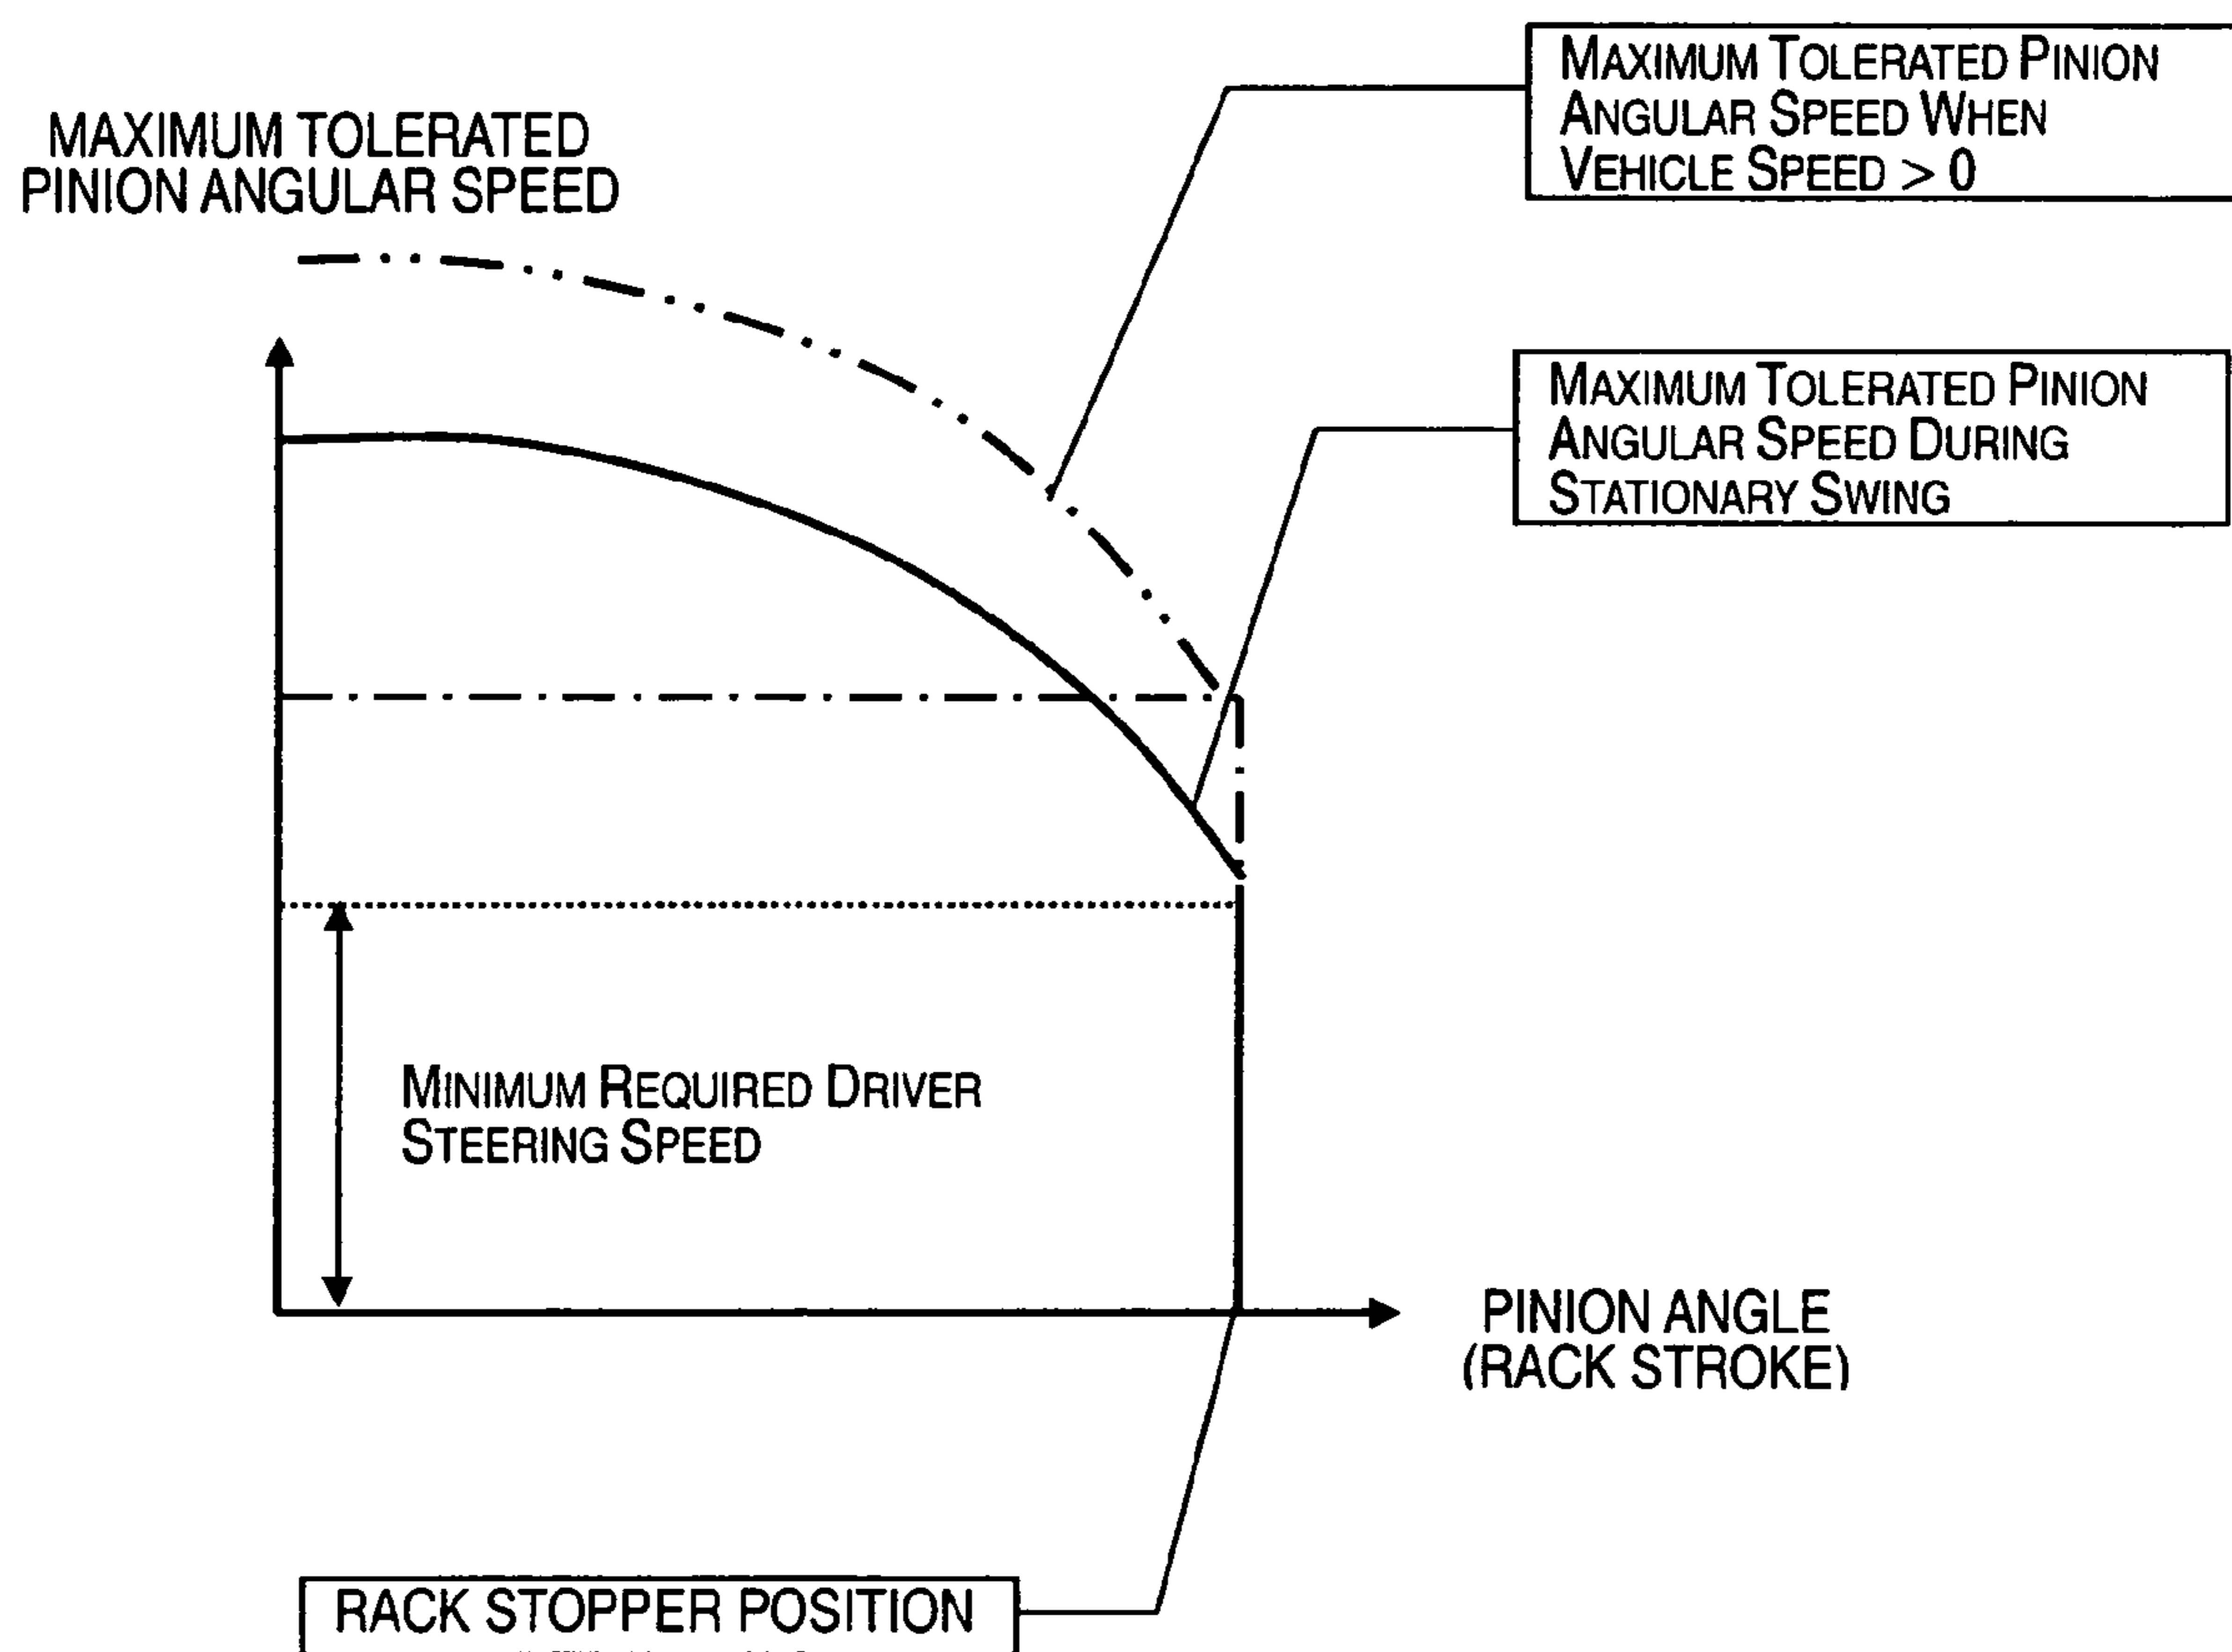 MAXIMUM TOLERATED
PINION ANGULAR SPEED
MAXIMUM TOLERATED PINION
ANGULAR SPEED WHEN
VEHICLE SPEED > 0
MAXIMUM TOLERATED PINION
ANGULAR SPEED DURING
STATIONARY SWING
MINIMUM REQUIRED DRIVER
STEERING SPEED
PINION ANGLE
(RACK STROKE)
RACK STOPPER POSITION